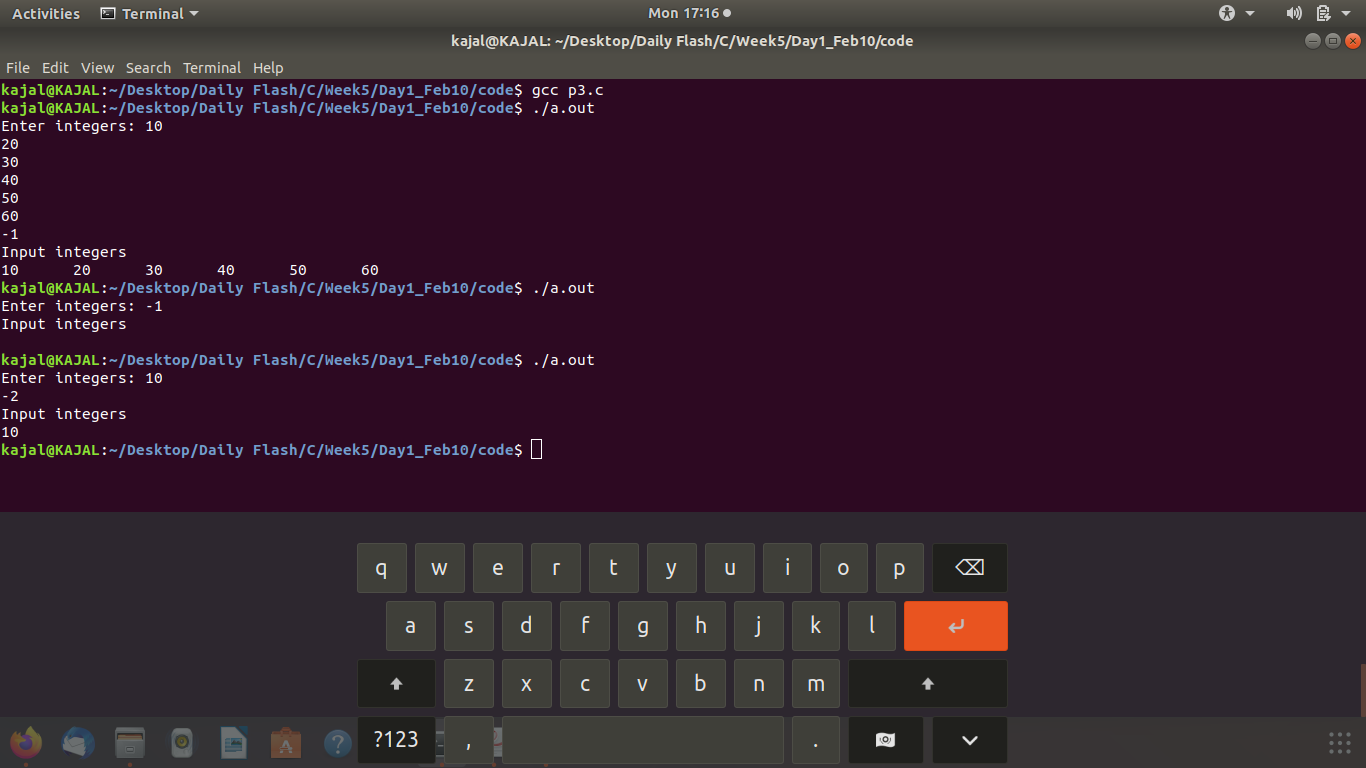 Activities Terminal Mon 17:16
kajal@KAJAL: ~/Desktop/Daily Flash/C/Week5/Day1_Feb10/code
File Edit View Search Terminal Help
kajal@KAJAL:~/Desktop/Daily Flash/C/Week5/Day1_Feb10/code$ gcc p3.c
kajal@KAJAL:~/Desktop/Daily Flash/C/Week5/Day1_Feb10/code$ ./a.out
Enter integers: 10
20
30
40
50
60
-1
Input integers
10 20 30 40 50 60
kajal@KAJAL:~/Desktop/Daily Flash/C/Week5/Day1_Feb10/code$ ./a.out
Enter integers: -1
Input integers
kajal@KAJAL:~/Desktop/Daily Flash/C/Week5/Day1_Feb10/code$ ./a.out
Enter integers: 10
-2
Input integers
10
kajal@KAJAL:~/Desktop/Daily Flash/C/Week5/Day1_Feb10/code$
q w e r t y u i o p
a s d f g h j k l
z x c v b n m
?123 , .